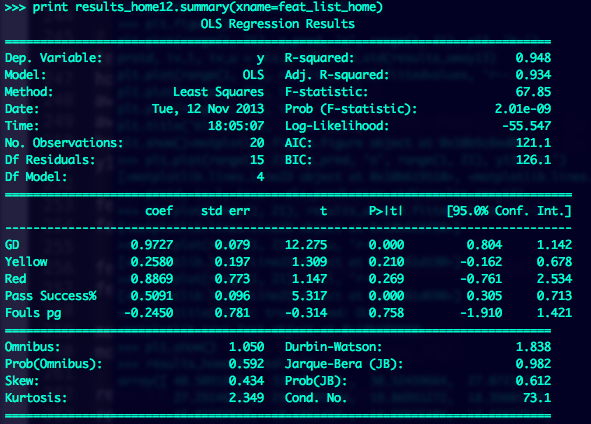 >>> print results_home12.summary(xname=feat_list_home)
OLS Regression Results
Dep. Variable: y R-squared: 0.948
Model: OLS Adj. R-squared: 0.934
Method: Least Squares F-statistic: 67.85
Date: Tue, 12 Nov 2013 Prob (F-statistic): 2.01e-09
Time: 18:05:07 Log-Likelihood: -55.547
No. Observations: 20 AIC: 121.1
Df Residuals: 15 BIC: 126.1
Df Model: 4
coef std err t P>|t| [95.0% Conf. Int.]
GD 0.9727 0.079 12.275 0.000 0.804 1.142
Yellow 0.2580 0.197 1.309 0.210 -0.162 0.678
Red 0.8869 0.773 1.147 0.269 -0.761 2.534
Pass Success% 0.5091 0.096 5.317 0.000 0.305 0.713
Fouls pg -0.2450 0.781 -0.314 0.758 -1.910 1.421
Omnibus: 1.050 Durbin-Watson: 1.838
Prob(Omnibus): 0.592 Jarque-Bera (JB): 0.982
Skew: 0.434 Prob(JB): 0.612
Kurtosis: 2.349 Cond. No. 73.1